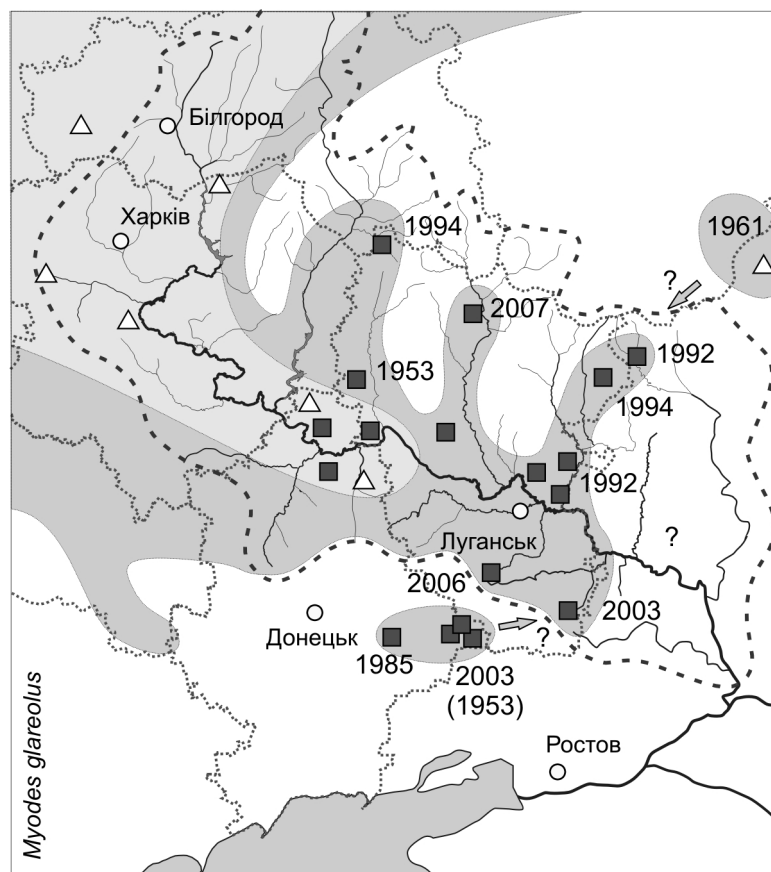 Білгород
Харків
1994
1961
?
2007
1953
1992
1994
1992
?
Луганськ
2006
2003
Донецьк
?
1985
2003
(1953)
Ростов
Myodes glareolus